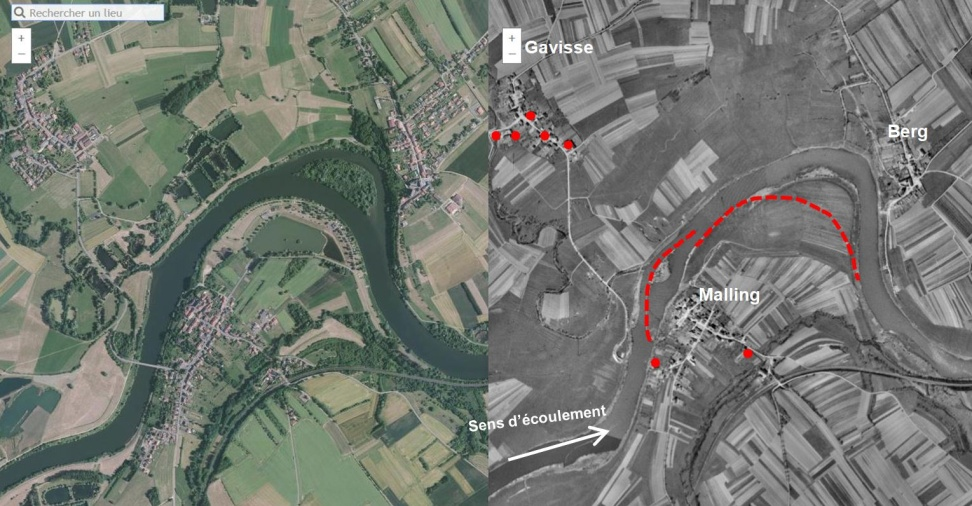 Rechercher un lieu
+
−
+
−
Gavisse
Berg
Malling
Sens d'écoulement